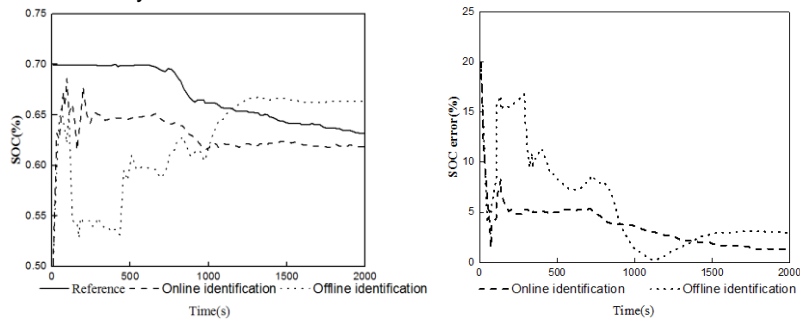 0.75
0.70
0.65
0.60
0.55
0.50
SOC(%)
0
500
1000
1500
2000
Reference
Online identification
Offline identification
Time(s)
25
20
15
10
5
0
SOC error(%)
0
500
1000
1500
2000
Online identification
Offline identification
Time(s)